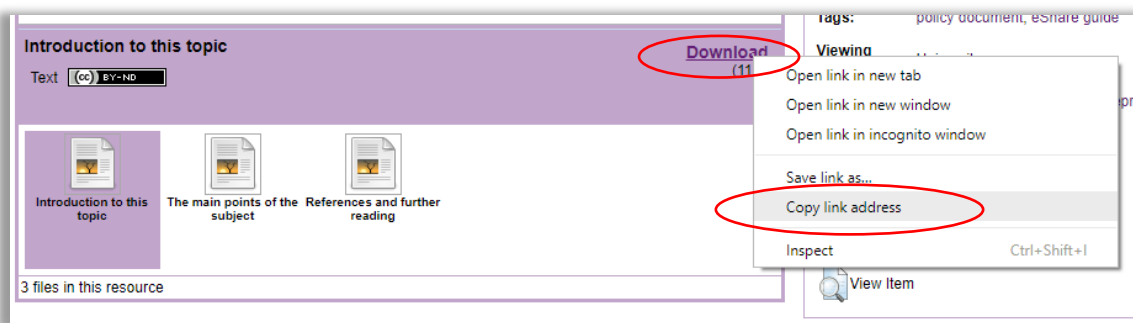 Tags: policy document, eShare guide
Introduction to this topic
Download
Viewing
Text (cc) BY-ND
(11
Open link in new tab
Open link in new window
Open link in incognito window
Save link as...
Copy link address
Inspect Ctrl+Shift+I
Introduction to this topic
The main points of the subject
References and further reading
3 files in this resource
View Item